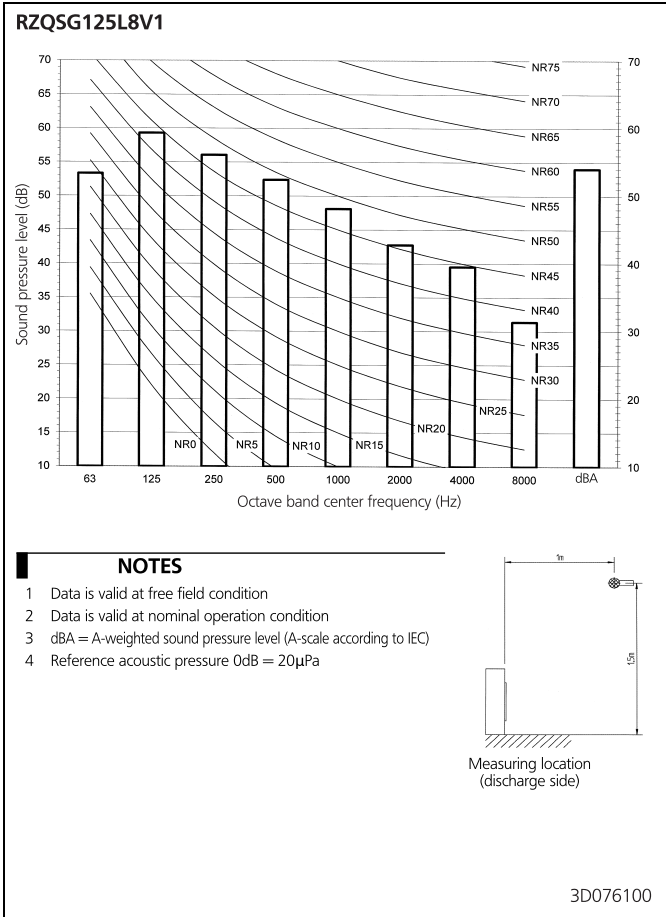 RZQSG125L8V1
70
65
60
55
50
45
40
35
30
25
20
15
10
Sound pressure level (dB)
70
60
50
40
30
20
10
NR75
NR70
NR65
NR60
NR55
NR50
NR45
NR40
NR35
NR30
NR25
NR20
NR0 NR5 NR10 NR15
63 125 250 500 1000 2000 4000 8000 dBA
Octave band center frequency (Hz)
NOTES
1 Data is valid at free field condition
2 Data is valid at nominal operation condition
3 dBA = A-weighted sound pressure level (A-scale according to IEC)
4 Reference acoustic pressure 0dB = 20µPa
1m
1,5m
Measuring location
(discharge side)
3D076100